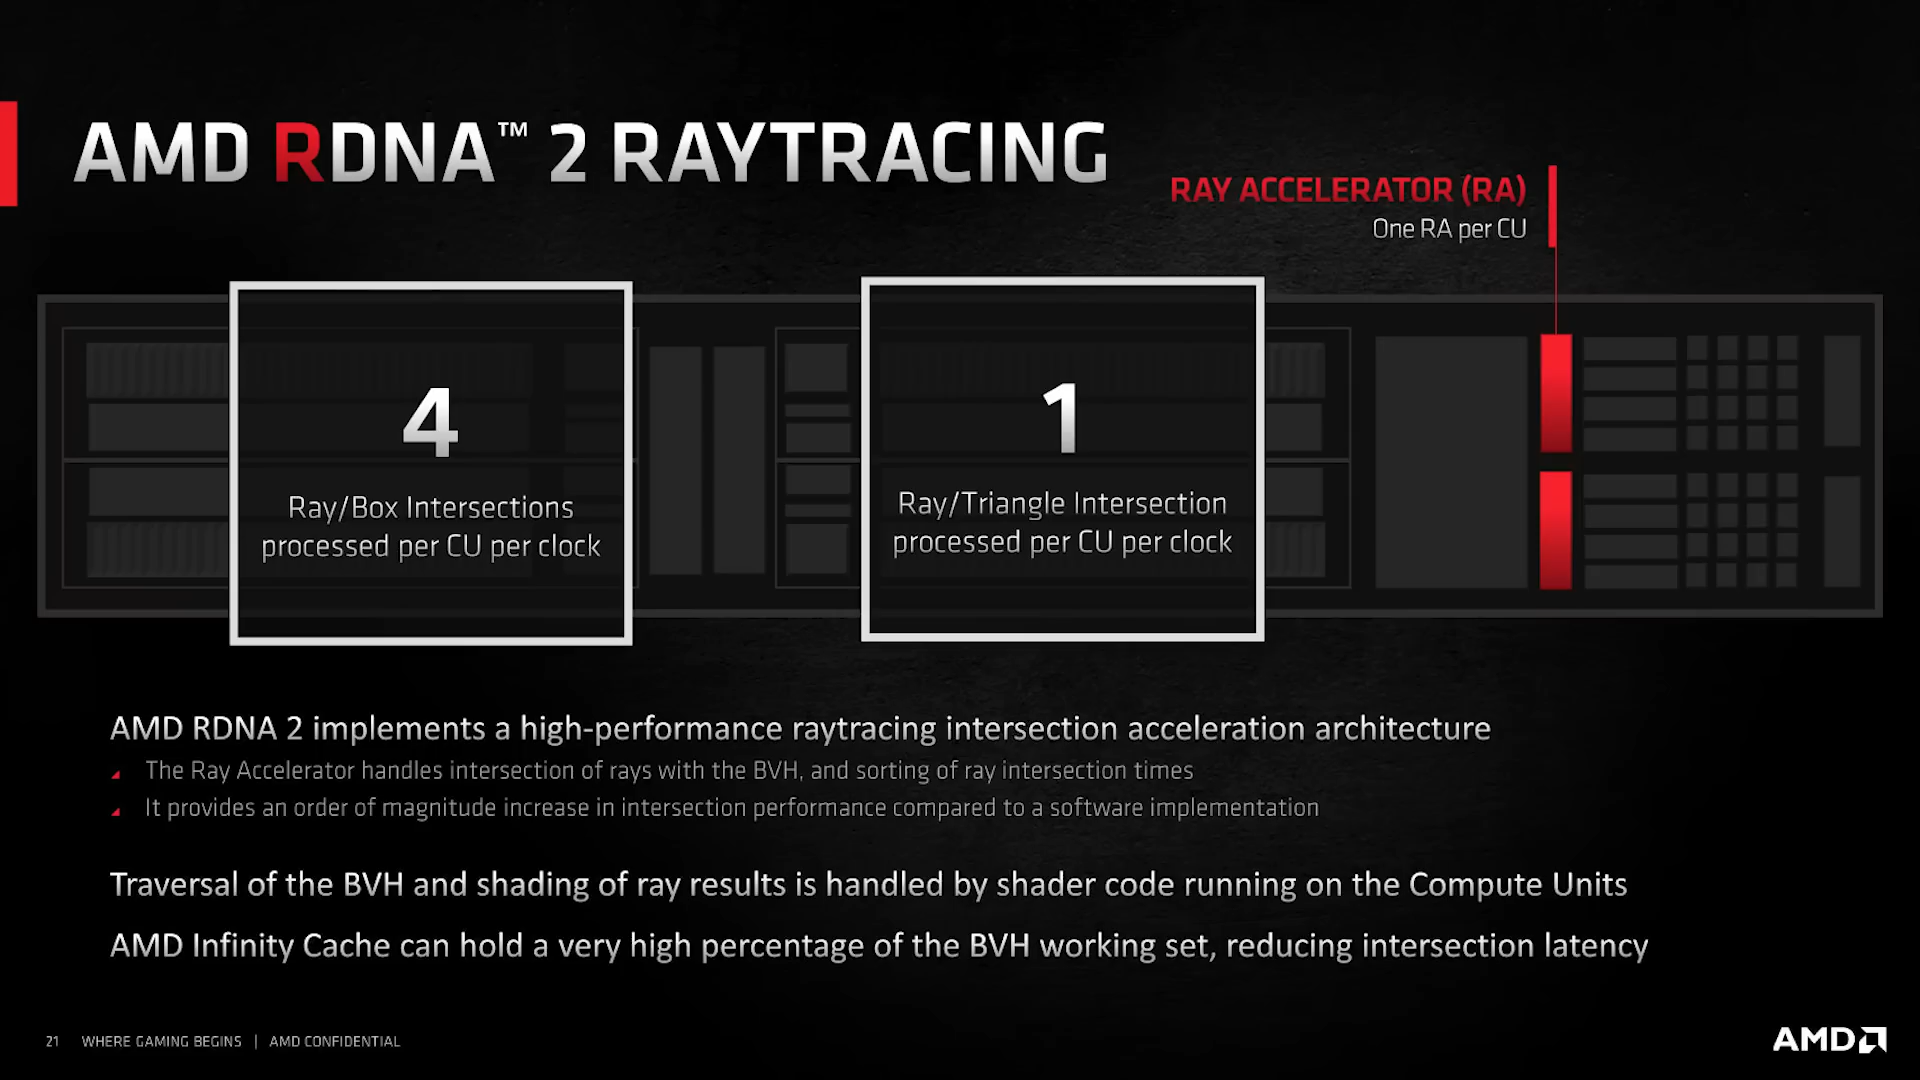 AMD RDNA™ 2 RAYTRACING
RAY ACCELERATOR (RA)
One RA per CU
4
Ray/Box Intersections
processed per CU per clock
1
Ray/Triangle Intersection
processed per CU per clock
AMD RDNA 2 implements a high-performance raytracing intersection acceleration architecture
The Ray Accelerator handles intersection of rays with the BVH, and sorting of ray intersection times
It provides an order of magnitude increase in intersection performance compared to a software implementation
Traversal of the BVH and shading of ray results is handled by shader code running on the Compute Units
AMD Infinity Cache can hold a very high percentage of the BVH working set, reducing intersection latency
21 WHERE GAMING BEGINS | AMD CONFIDENTIAL
AMD